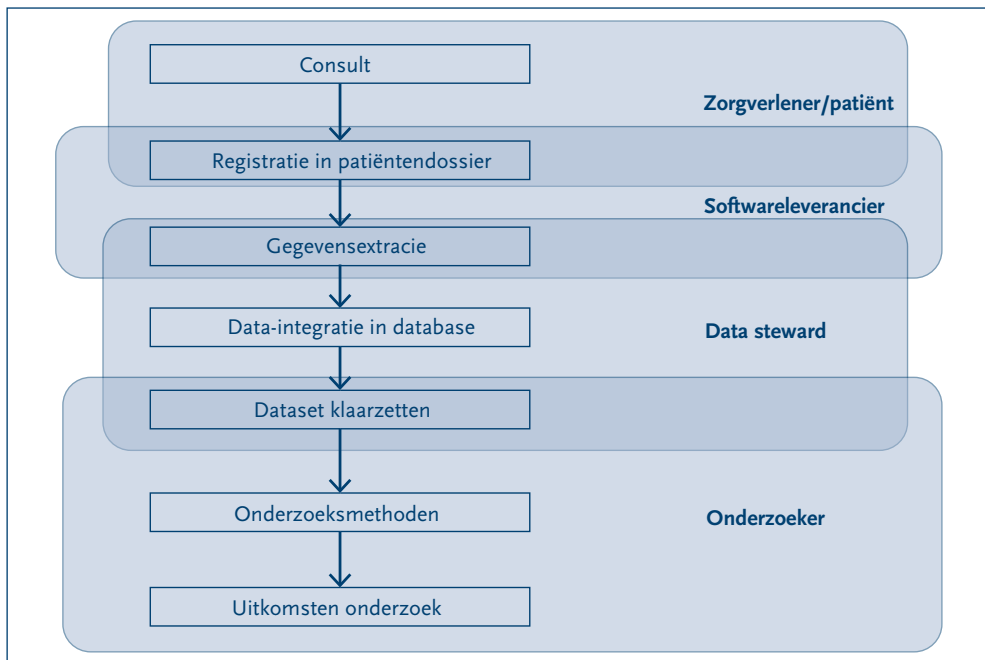 Consult
Zorgverlener/patiënt
Registratie in patiëntendossier
Softwareleverancier
Gegevensextracie
Data-integratie in database
Data steward
Dataset klaarzetten
Onderzoeksmethoden
Onderzoeker
Uitkomsten onderzoek